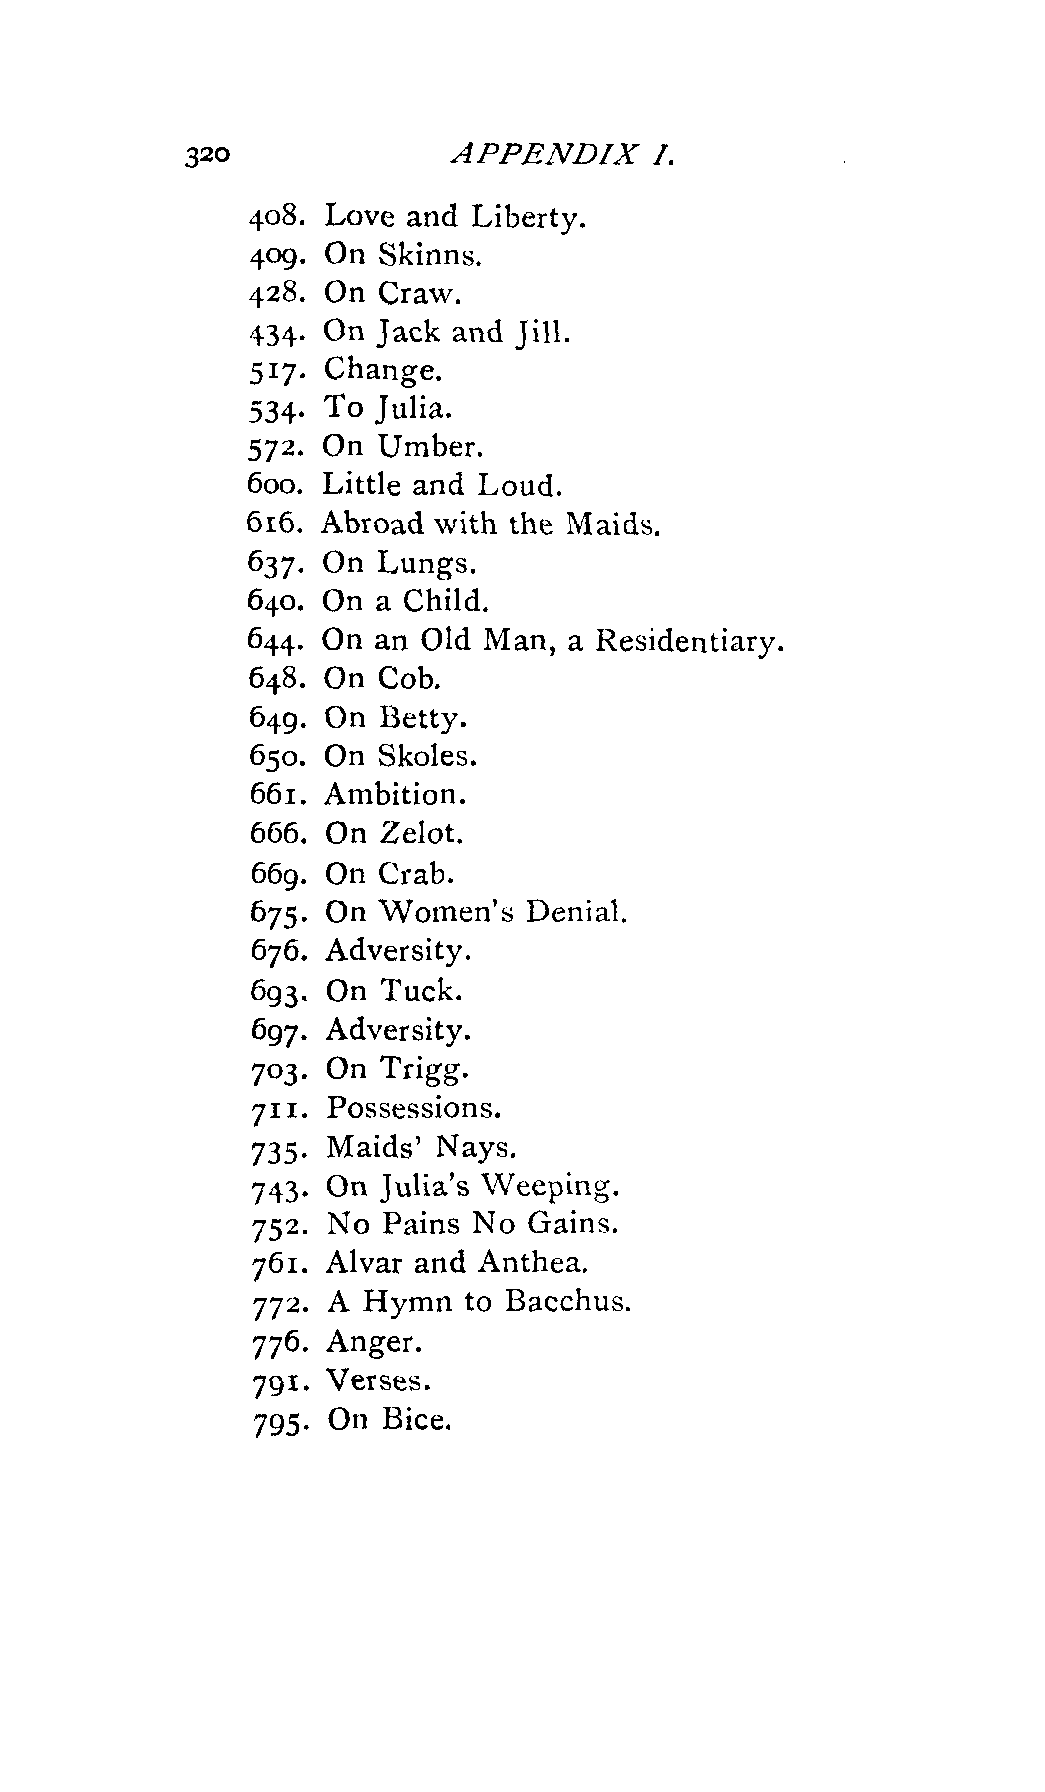 320 APPENDIX I.
408. Love and Liberty.
409. On Skinns.
428. On Craw.
434. On Jack and Jill.
517. Change.
534. To Julia.
572. On Umber.
600. Little and Loud.
616. Abroad with the Maids.
637. On Lungs.
640. On a Child.
644. On an Old Man, a Residentiary.
648. On Cob.
649. On Betty.
650. On Skoles.
661. Ambition.
666. On Zelot.
669. On Crab.
675. On Women's Denial.
676. Adversity.
693. On Tuck.
697. Adversity.
703. On Trigg.
711. Possessions.
735. Maids' Nays.
743. On Julia's Weeping.
752. No Pains No Gains.
761. Alvar and Anthea.
772. A Hymn to Bacchus.
776. Anger.
791. Verses.
795. On Bice.